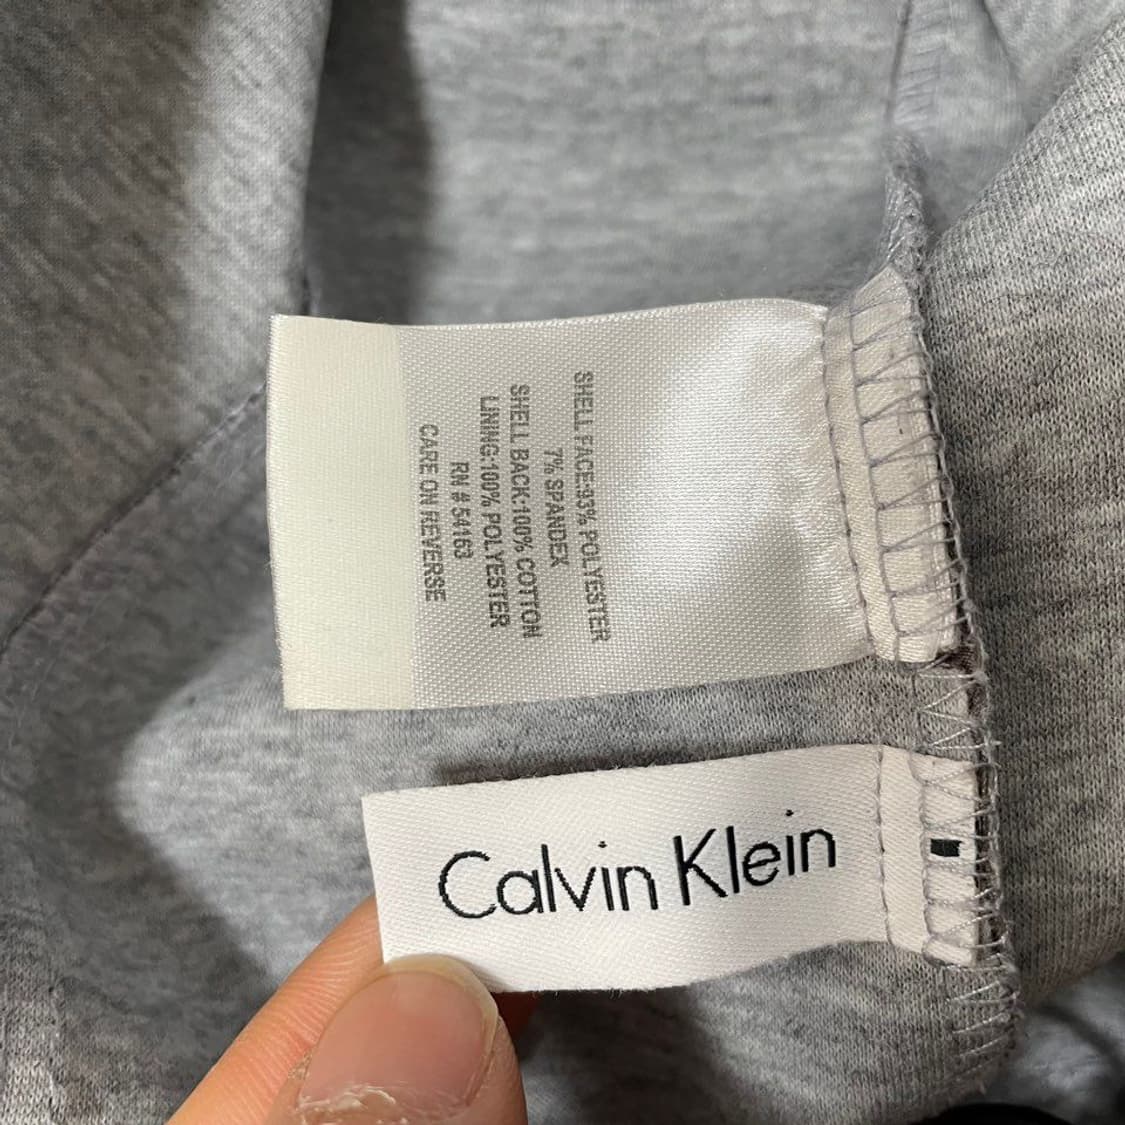 SHELL FACE:93% POLYESTER
7% SPANDEX
SHELL BACK:100% COTTON
LINING:100% POLYESTER
RN # 54163
CARE ON REVERSE
Calvin Klein